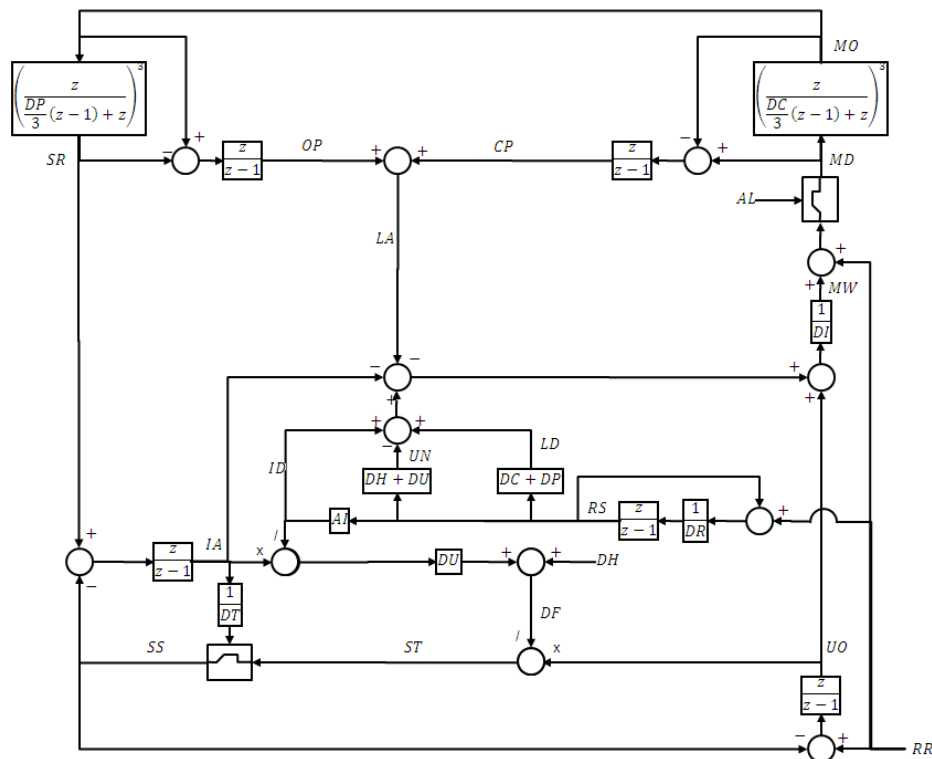 MO
(z / (DP/3 (z − 1) + z))³
(z / (DC/3 (z − 1) + z))³
+
−
SR
−
+
z / (z − 1)
OP
+
+
CP
z / (z − 1)
MD
AL
LA
+
+
MW
1 / DI
−
−
+
+
+
+
+
−
UN
LD
ID
DH + DU
DC + DP
RS
AI
z / (z − 1)
1 / DR
+
+
−
z / (z − 1)
IA
x
/
DU
+
+
DH
1 / DT
DF
SS
ST
/
x
UO
z / (z − 1)
−
+
RR